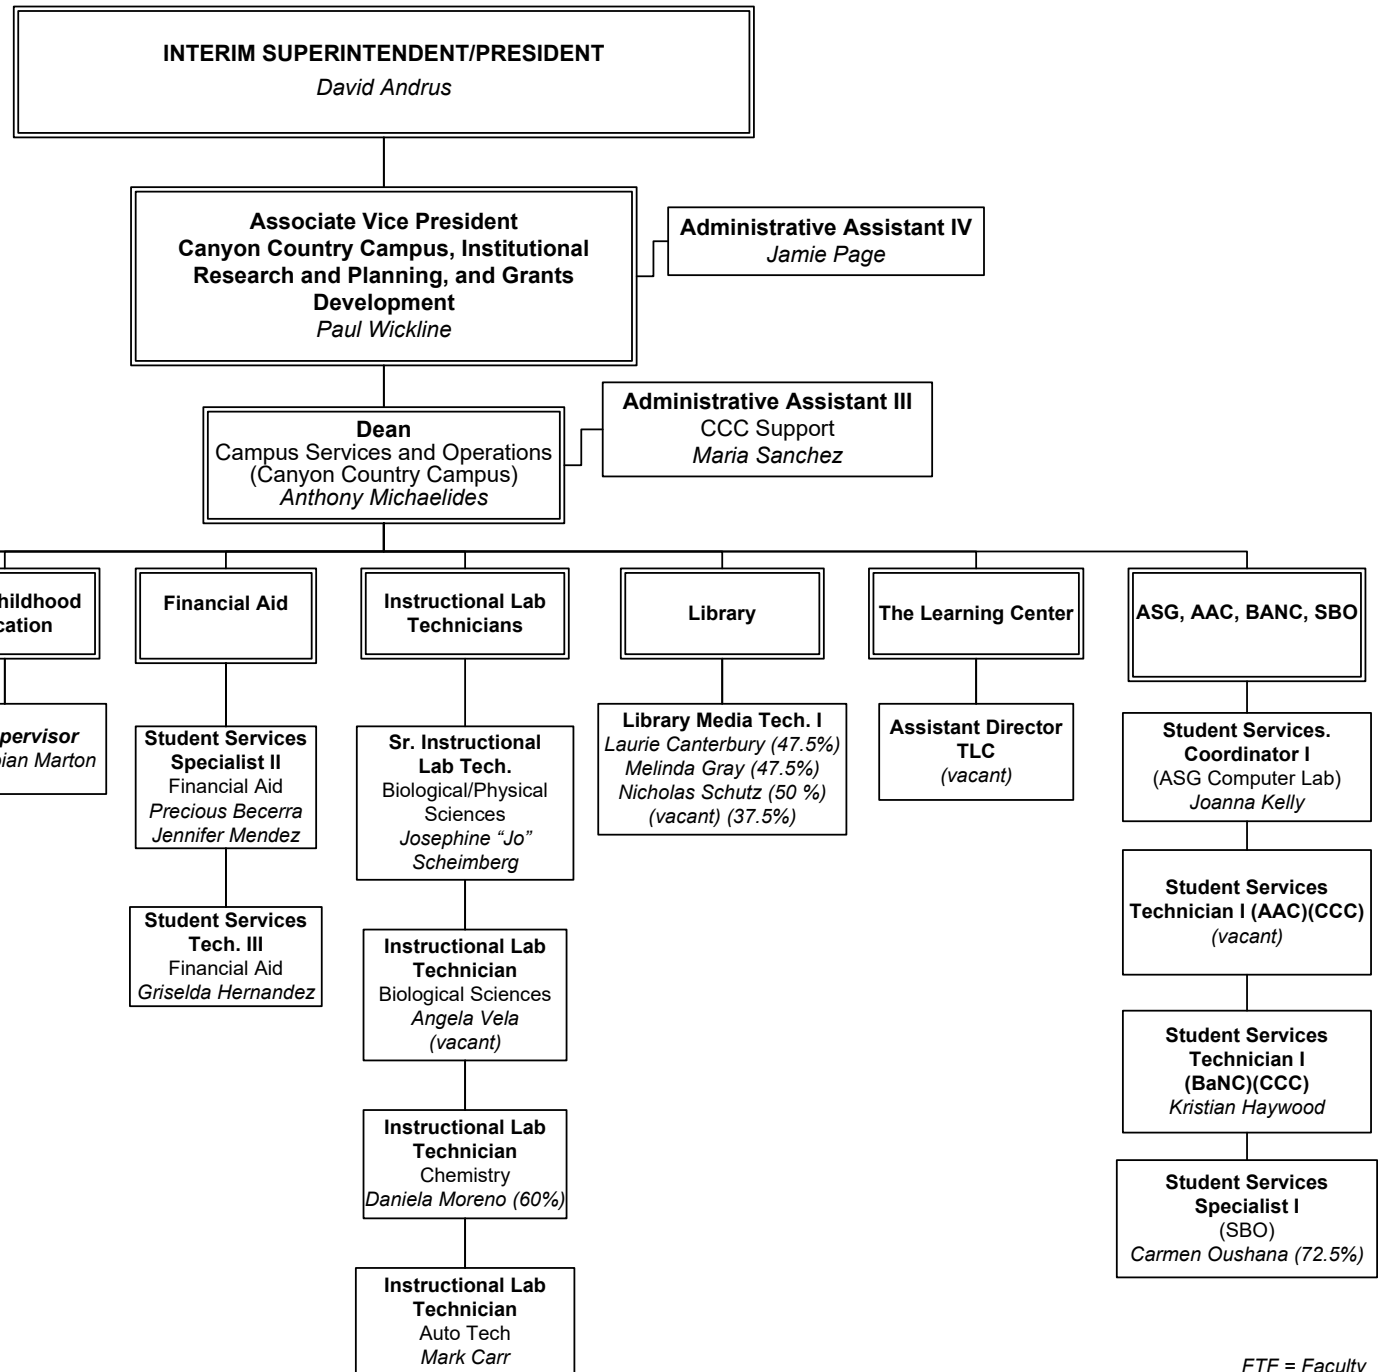 INTERIM SUPERINTENDENT/PRESIDENT
David Andrus
Associate Vice President
Canyon Country Campus, Institutional
Research and Planning, and Grants
Development
Paul Wickline
Administrative Assistant IV
Jamie Page
Dean
Campus Services and Operations
(Canyon Country Campus)
Anthony Michaelides
Administrative Assistant III
CCC Support
Maria Sanchez
Financial Aid
Student Services
Specialist II
Financial Aid
Precious Becerra
Jennifer Mendez
Student Services
Tech. III
Financial Aid
Griselda Hernandez
Instructional Lab
Technicians
Sr. Instructional
Lab Tech.
Biological/Physical
Sciences
Josephine “Jo”
Scheimberg
Instructional Lab
Technician
Biological Sciences
Angela Vela
(vacant)
Instructional Lab
Technician
Chemistry
Daniela Moreno (60%)
Instructional Lab
Technician
Auto Tech
Mark Carr
Library
Library Media Tech. I
Laurie Canterbury (47.5%)
Melinda Gray (47.5%)
Nicholas Schutz (50 %)
(vacant) (37.5%)
The Learning Center
Assistant Director
TLC
(vacant)
ASG, AAC, BANC, SBO
Student Services.
Coordinator I
(ASG Computer Lab)
Joanna Kelly
Student Services
Technician I (AAC)(CCC)
(vacant)
Student Services
Technician I
(BaNC)(CCC)
Kristian Haywood
Student Services
Specialist I
(SBO)
Carmen Oushana (72.5%)
Marton
FTF = Faculty